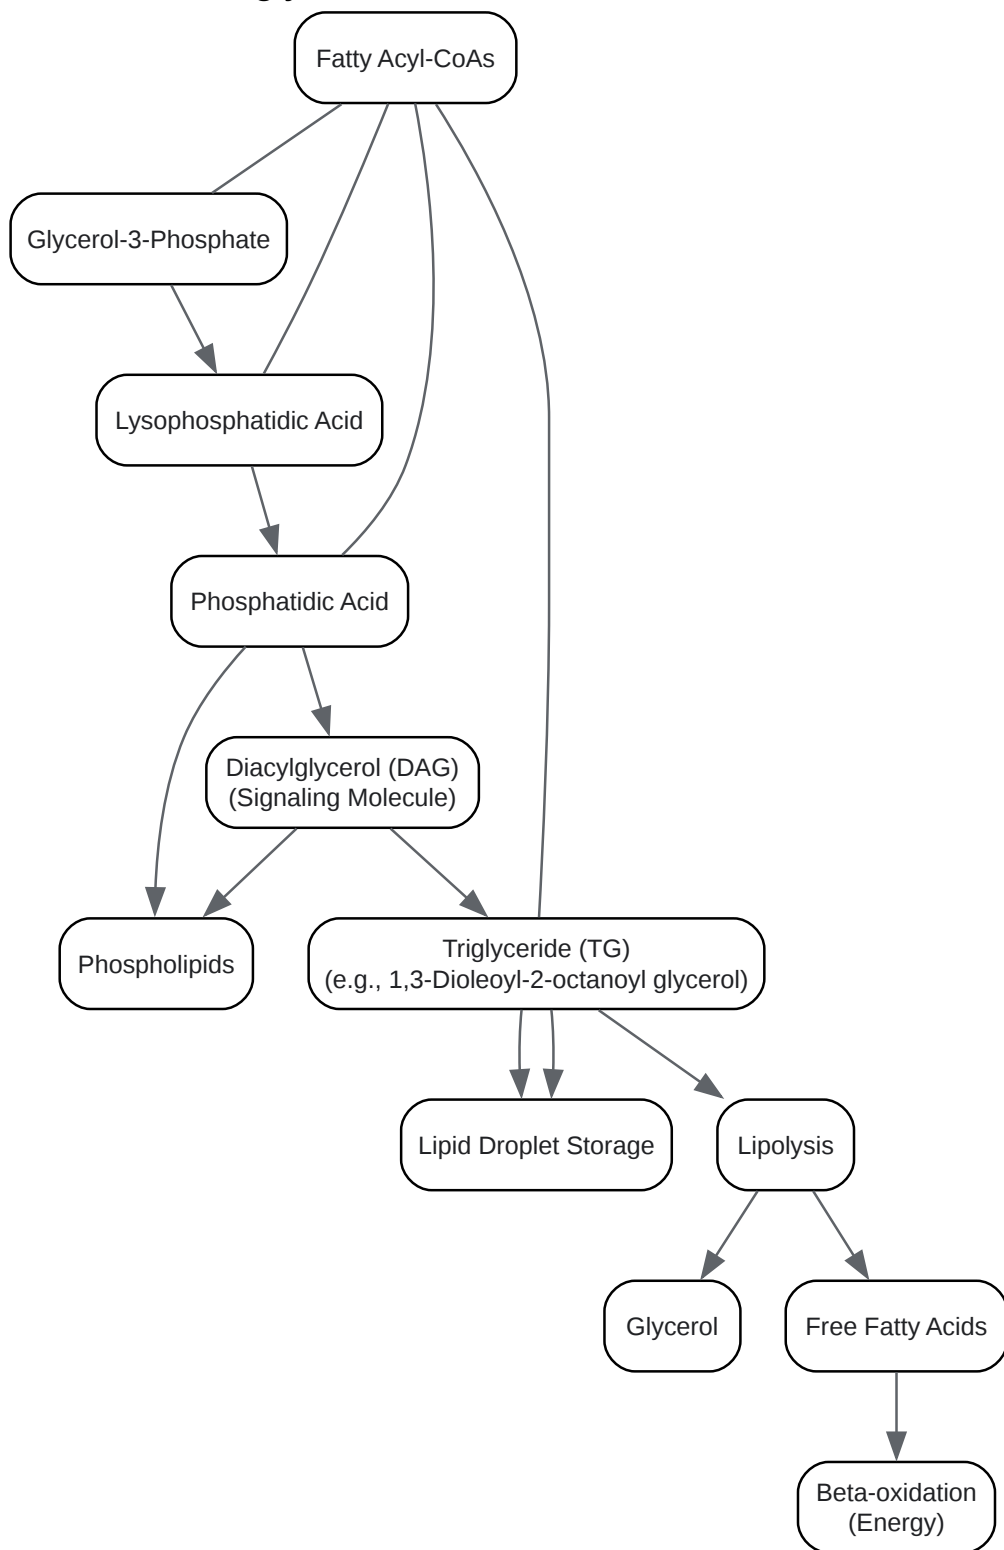 Fatty Acyl-CoAs
Glycerol-3-Phosphate
Lysophosphatidic Acid
Phosphatidic Acid
Diacylglycerol (DAG)
(Signaling Molecule)
Phospholipids
Triglyceride (TG)
(e.g., 1,3-Dioleoyl-2-octanoyl glycerol)
Lipid Droplet Storage
Lipolysis
Glycerol
Free Fatty Acids
Beta-oxidation
(Energy)